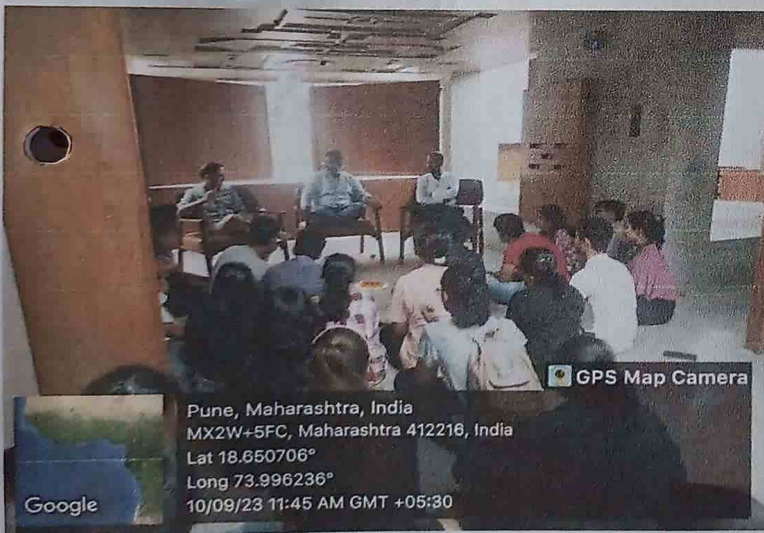 GPS Map Camera
Pune, Maharashtra, India
MX2W+5FC, Maharashtra 412216, India
Lat 18.650706°
Long 73.996236°
10/09/23 11:45 AM GMT +05:30
Google